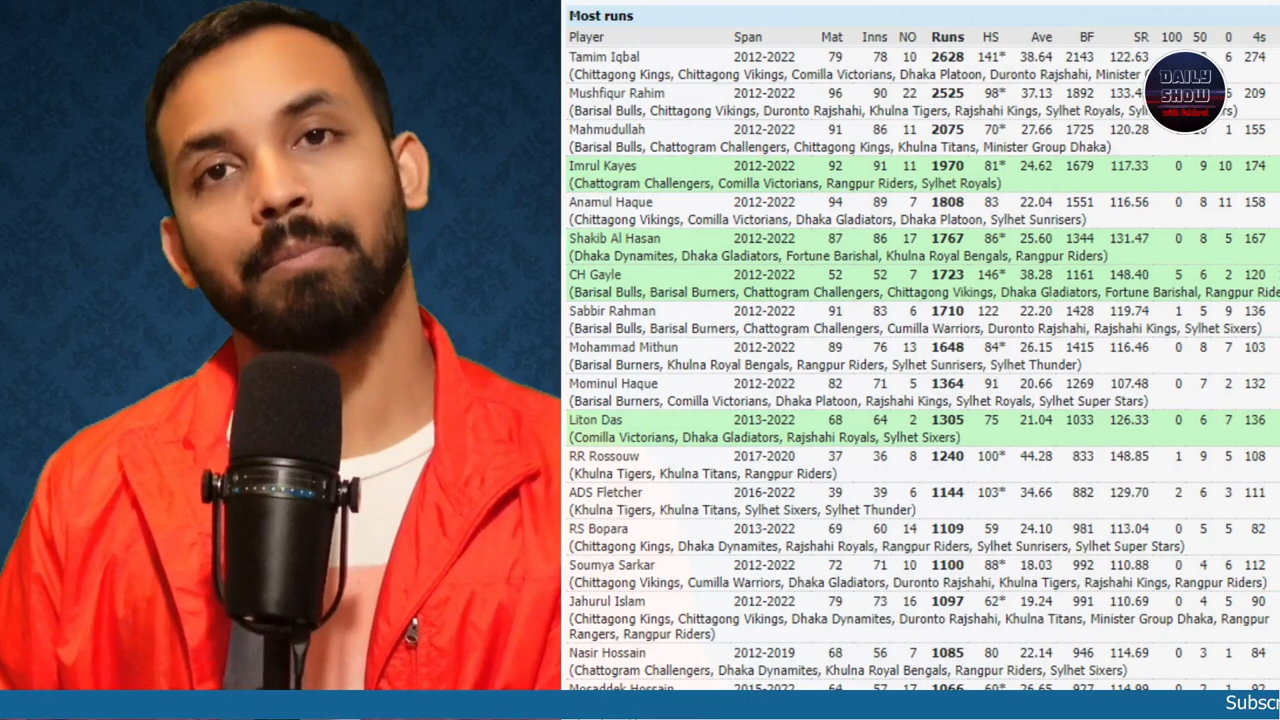 Most runs
Player Span Mat Inns NO Runs HS Ave BF SR 100 50 0 4s
Tamim Iqbal 2012-2022 79 78 10 2628 141* 38.64 2143 122.63 6 274
(Chittagong Kings, Chittagong Vikings, Comilla Victorians, Dhaka Platoon, Duronto Rajshahi, Minister
DAILY
SHOW
Mushfiqur Rahim 2012-2022 96 90 22 2525 98* 37.13 1892 133.4 209
(Barisal Bulls, Chittagong Vikings, Duronto Rajshahi, Khulna Tigers, Rajshahi Kings, Sylhet Royals,
Mahmudullah 2012-2022 91 86 11 2075 70* 27.66 1725 120.28 1 155
(Barisal Bulls, Chattogram Challengers, Chittagong Kings, Khulna Titans, Minister Group Dhaka)
Imrul Kayes 2012-2022 92 91 11 1970 81* 24.62 1679 117.33 0 9 10 174
(Chattogram Challengers, Comilla Victorians, Rangpur Riders, Sylhet Royals)
Anamul Haque 2012-2022 94 89 7 1808 83 22.04 1551 116.56 0 8 11 158
(Chittagong Vikings, Comilla Victorians, Dhaka Gladiators, Dhaka Platoon, Sylhet Sunrisers)
Shakib Al Hasan 2012-2022 87 86 17 1767 86* 25.60 1344 131.47 0 8 5 167
(Dhaka Dynamites, Dhaka Gladiators, Fortune Barishal, Khulna Royal Bengals, Rangpur Riders)
CH Gayle 2012-2022 52 52 7 1723 146* 38.28 1161 148.40 5 6 2 120
(Barisal Bulls, Barisal Burners, Chattogram Challengers, Chittagong Vikings, Dhaka Gladiators, Fortune Barishal, Rangpur Ride
Sabbir Rahman 2012-2022 91 83 6 1710 122 22.20 1428 119.74 1 5 9 136
(Barisal Bulls, Barisal Burners, Chattogram Challengers, Cumilla Warriors, Duronto Rajshahi, Rajshahi Kings, Sylhet Sixers)
Mohammad Mithun 2012-2022 89 76 13 1648 84* 26.15 1415 116.46 0 8 7 103
(Barisal Burners, Khulna Royal Bengals, Rangpur Riders, Sylhet Sunrisers, Sylhet Thunder)
Mominul Haque 2012-2022 82 71 5 1364 91 20.66 1269 107.48 0 7 2 132
(Barisal Burners, Comilla Victorians, Dhaka Platoon, Rajshahi Kings, Sylhet Royals, Sylhet Super Stars)
Liton Das 2013-2022 68 64 2 1305 75 21.04 1033 126.33 0 6 7 136
(Comilla Victorians, Dhaka Gladiators, Rajshahi Royals, Sylhet Sixers)
RR Rossouw 2017-2020 37 36 8 1240 100* 44.28 833 148.85 1 9 5 108
(Khulna Tigers, Khulna Titans, Rangpur Riders)
ADS Fletcher 2016-2022 39 39 6 1144 103* 34.66 882 129.70 2 6 3 111
(Khulna Tigers, Khulna Titans, Sylhet Sixers, Sylhet Thunder)
RS Bopara 2013-2022 69 60 14 1109 59 24.10 981 113.04 0 5 5 82
(Chittagong Kings, Dhaka Dynamites, Rajshahi Royals, Rangpur Riders, Sylhet Sunrisers, Sylhet Super Stars)
Soumya Sarkar 2012-2022 72 71 10 1100 88* 18.03 992 110.88 0 4 6 112
(Chittagong Vikings, Cumilla Warriors, Dhaka Gladiators, Duronto Rajshahi, Khulna Tigers, Rajshahi Kings, Rangpur Riders)
Jahurul Islam 2012-2022 79 73 16 1097 62* 19.24 991 110.69 0 4 5 90
(Chittagong Kings, Chittagong Vikings, Dhaka Dynamites, Duronto Rajshahi, Khulna Titans, Minister Group Dhaka, Rangpur
Rangers, Rangpur Riders)
Nasir Hossain 2012-2019 68 56 7 1085 80 22.14 946 114.69 0 3 1 84
(Chattogram Challengers, Dhaka Dynamites, Khulna Royal Bengals, Rangpur Riders, Sylhet Sixers)
Mosaddek Hossain 2015-2022 64 57 17 1066 60* 26.65 927 114.99 0 2 1 92
Subscr